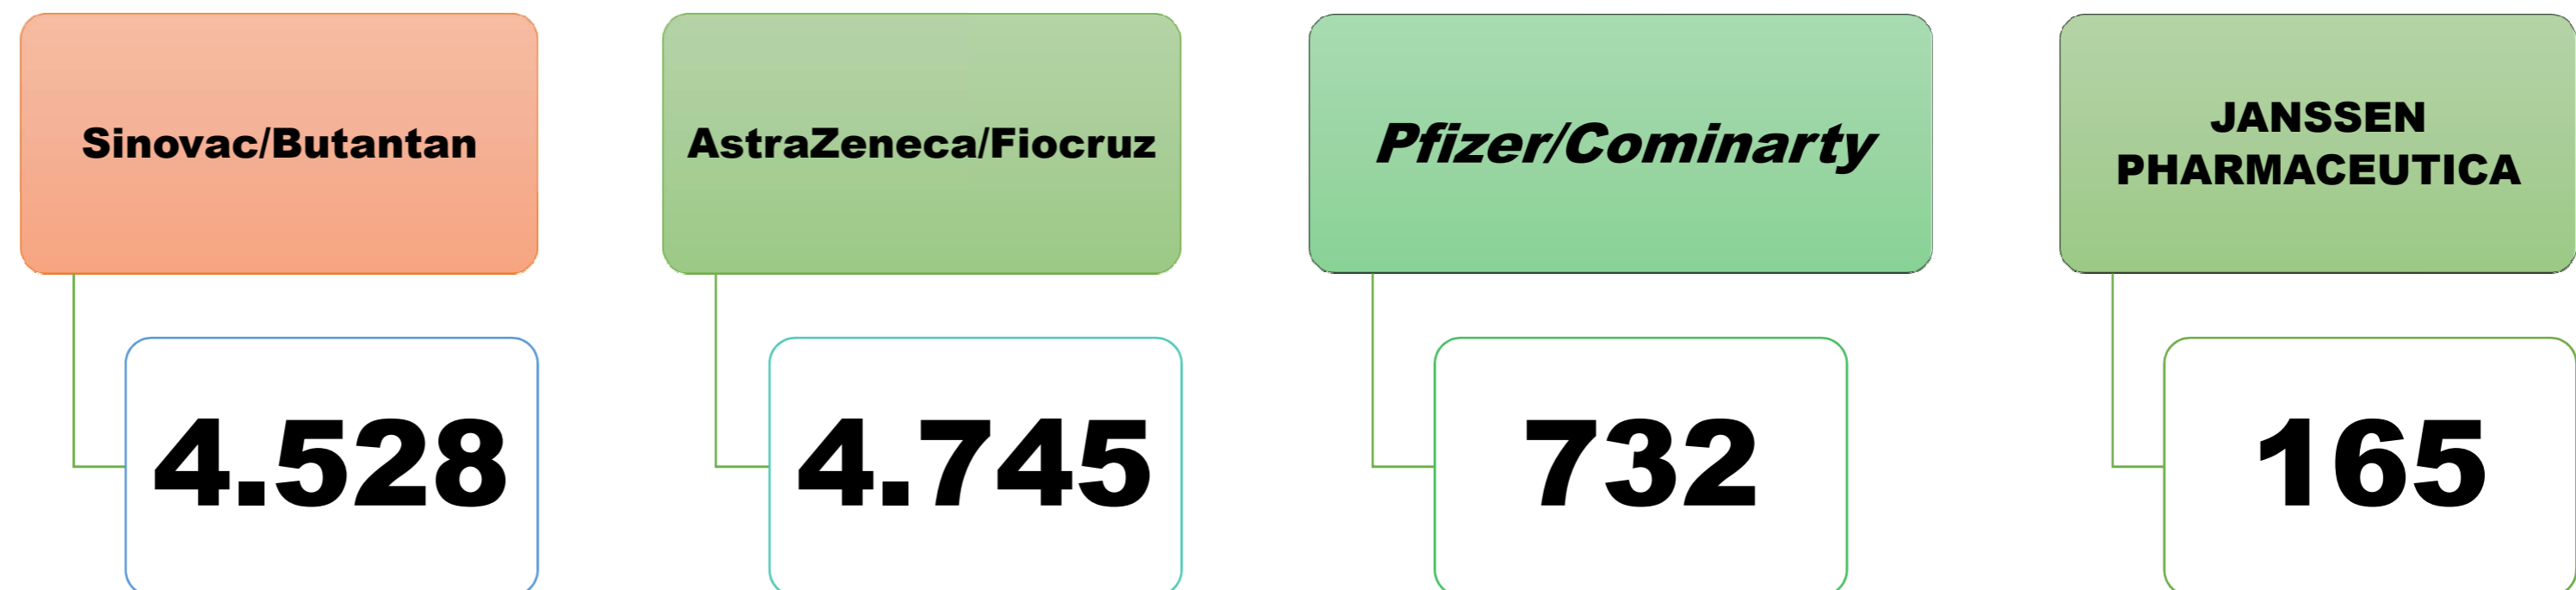 Sinovac/Butantan
4.528
AstraZeneca/Fiocruz
4.745
Pfizer/Cominarty
732
JANSSEN
PHARMACEUTICA
165